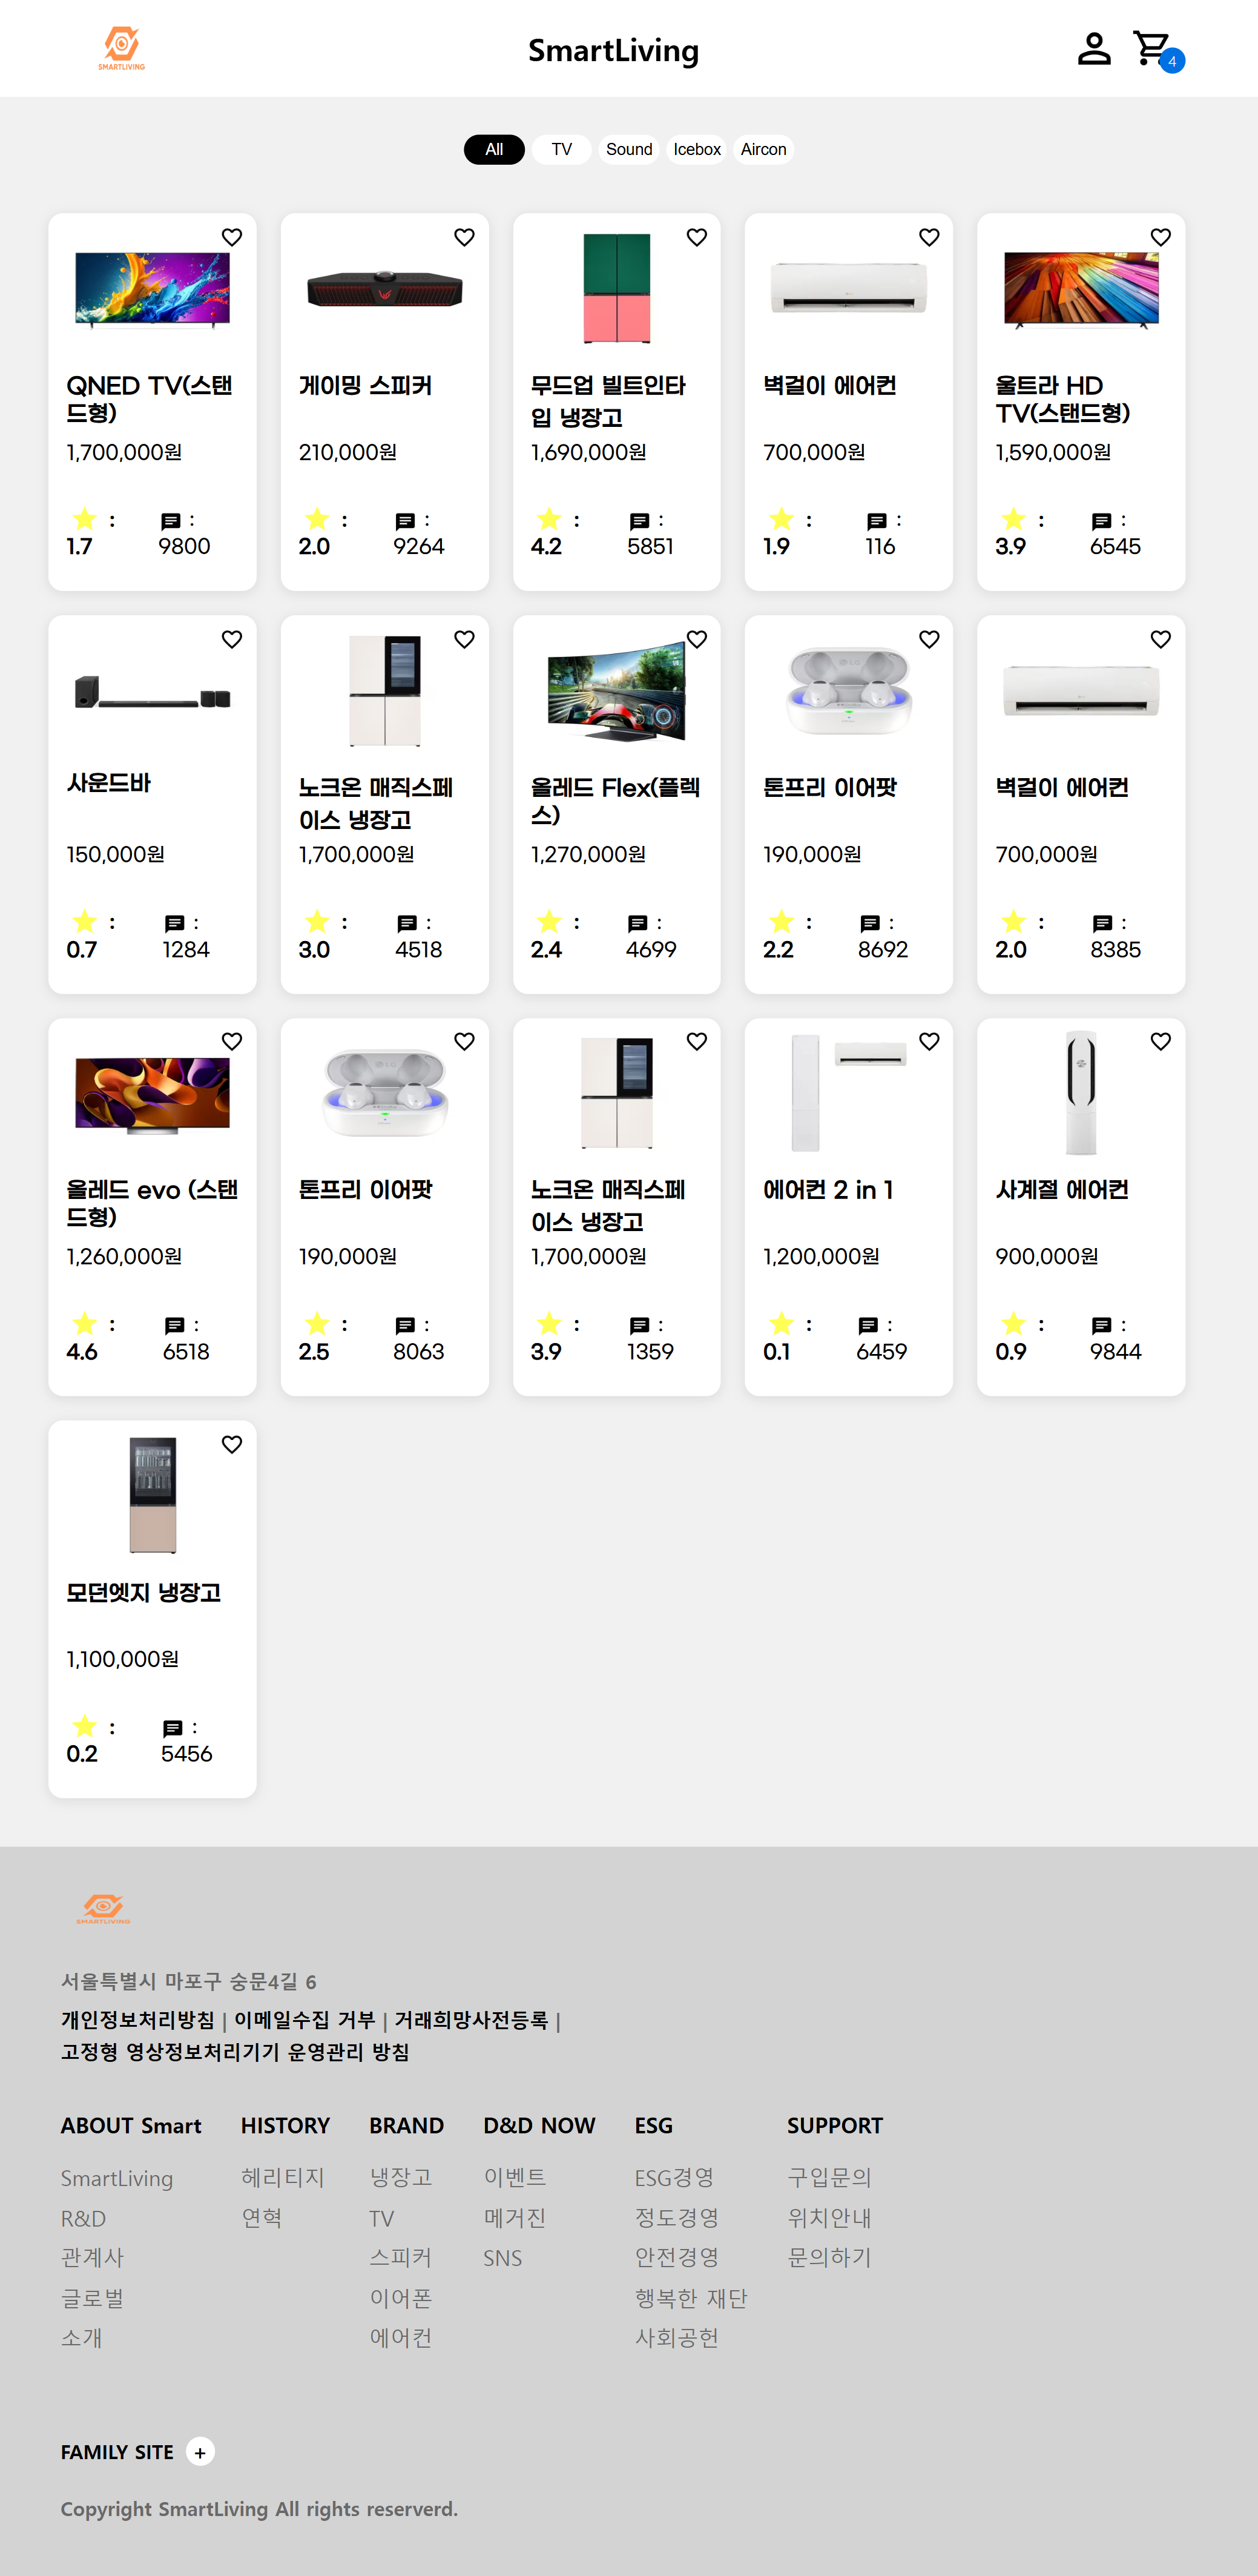 SMARTLIVING
SmartLiving
4
All
TV
Sound
Icebox
Aircon
QNED TV(스탠
드형)
1,700,000원
:
1.7
:
9800
게이밍 스피커
210,000원
:
2.0
:
9264
무드업 빌트인타
입 냉장고
1,690,000원
:
4.2
:
5851
벽걸이 에어컨
700,000원
:
1.9
:
116
울트라 HD
TV(스탠드형)
1,590,000원
:
3.9
:
6545
사운드바
150,000원
:
0.7
:
1284
노크온 매직스페
이스 냉장고
1,700,000원
:
3.0
:
4518
올레드 Flex(플렉
스)
1,270,000원
:
2.4
:
4699
LG
톤프리 이어팟
190,000원
:
2.2
:
8692
벽걸이 에어컨
700,000원
:
2.0
:
8385
올레드 evo (스탠
드형)
1,260,000원
:
4.6
:
6518
LG
톤프리 이어팟
190,000원
:
2.5
:
8063
노크온 매직스페
이스 냉장고
1,700,000원
:
3.9
:
1359
에어컨 2 in 1
1,200,000원
:
0.1
:
6459
사계절 에어컨
900,000원
:
0.9
:
9844
모던엣지 냉장고
1,100,000원
:
0.2
:
5456
SMARTLIVING
서울특별시 마포구 숭문4길 6
개인정보처리방침 | 이메일수집 거부 | 거래희망사전등록 |
고정형 영상정보처리기기 운영관리 방침
ABOUT Smart
SmartLiving
R&D
관계사
글로벌
소개
HISTORY
헤리티지
연혁
BRAND
냉장고
TV
스피커
이어폰
에어컨
D&D NOW
이벤트
메거진
SNS
ESG
ESG경영
정도경영
안전경영
행복한 재단
사회공헌
SUPPORT
구입문의
위치안내
문의하기
FAMILY SITE +
Copyright SmartLiving All rights reserverd.